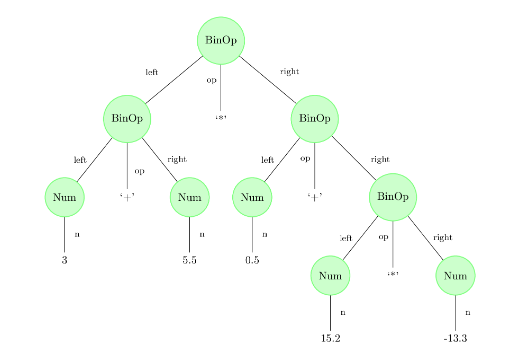 BinOp
left
op
right
'*'
BinOp
BinOp
left
op
right
left
op
right
Num
'+'
Num
Num
'+'
BinOp
n
n
n
left
op
right
3
5.5
0.5
Num
'*'
Num
n
n
15.2
-13.3